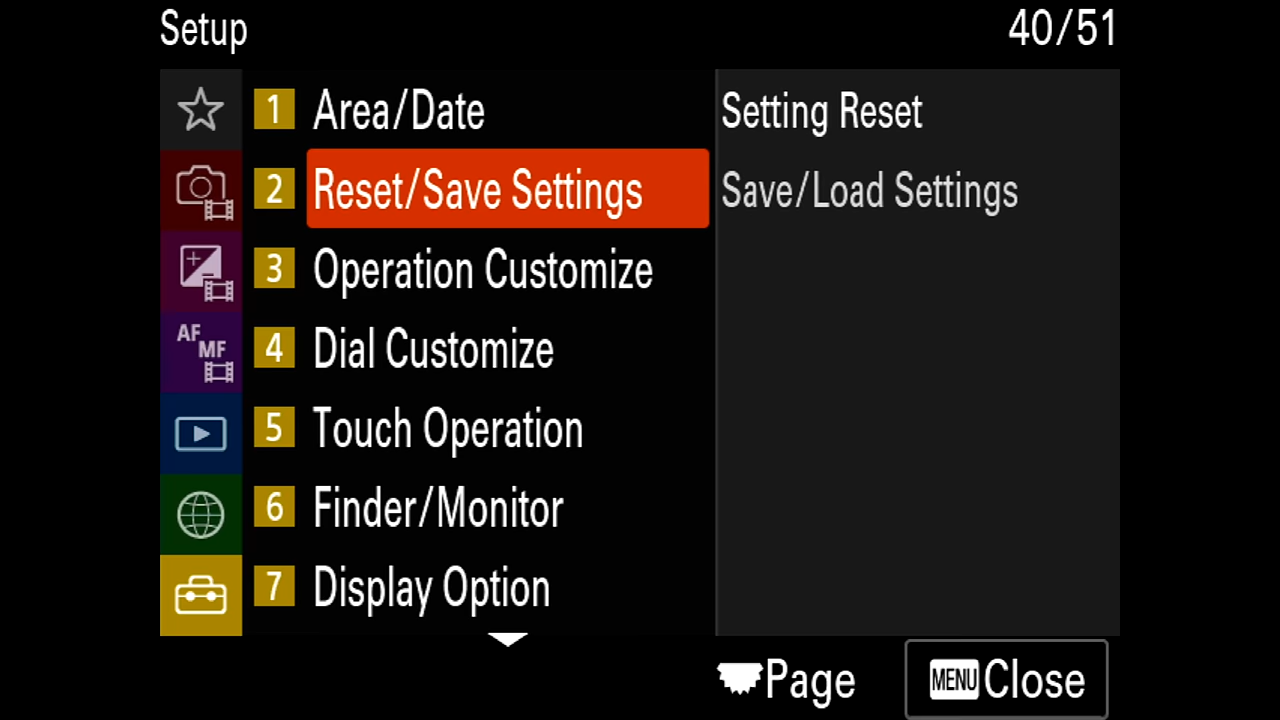 Setup 40/51
1 Area/Date
2 Reset/Save Settings
3 Operation Customize
4 Dial Customize
5 Touch Operation
6 Finder/Monitor
7 Display Option
Setting Reset
Save/Load Settings
AF
MF
Page MENU Close